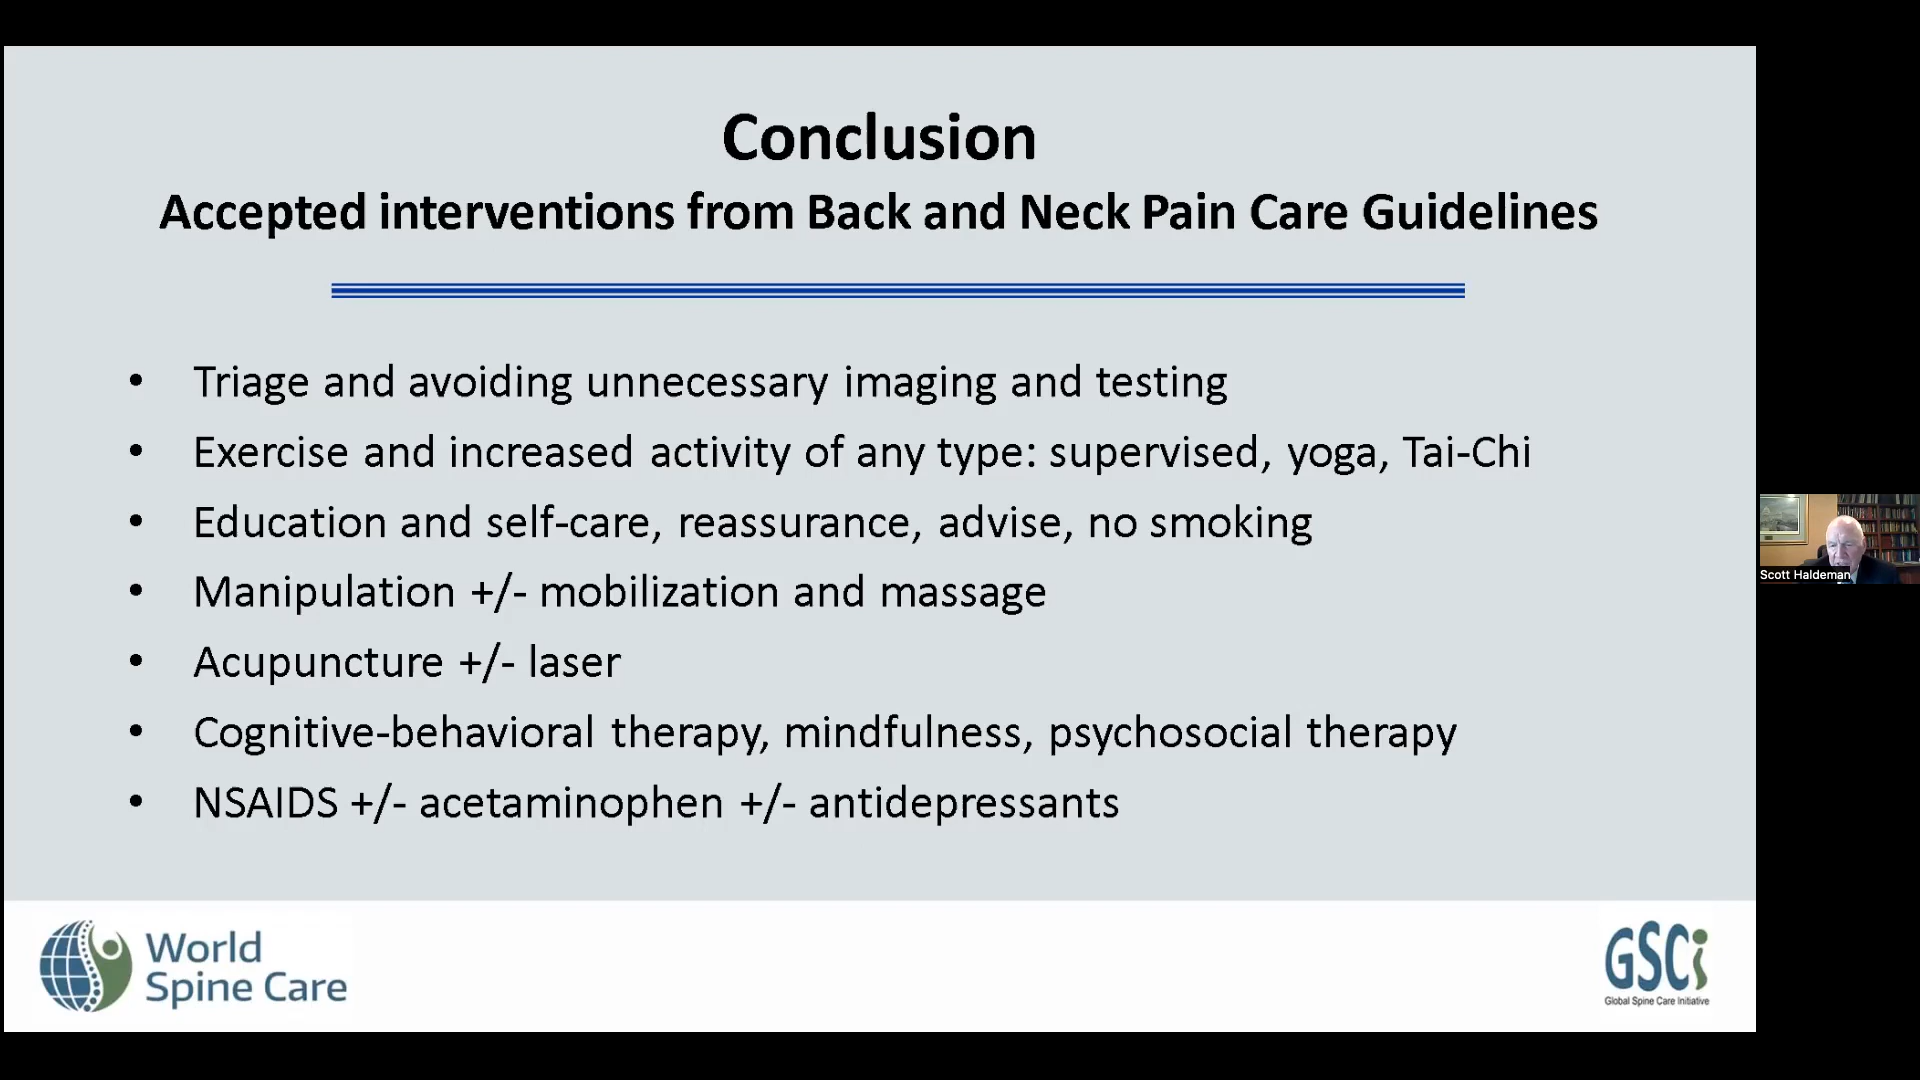 Conclusion
Accepted interventions from Back and Neck Pain Care Guidelines
• Triage and avoiding unnecessary imaging and testing
• Exercise and increased activity of any type: supervised, yoga, Tai-Chi
• Education and self-care, reassurance, advise, no smoking
• Manipulation +/- mobilization and massage
• Acupuncture +/- laser
• Cognitive-behavioral therapy, mindfulness, psychosocial therapy
• NSAIDS +/- acetaminophen +/- antidepressants
Scott Haldeman
World
Spine Care
GSCi
Global Spine Care Initiative